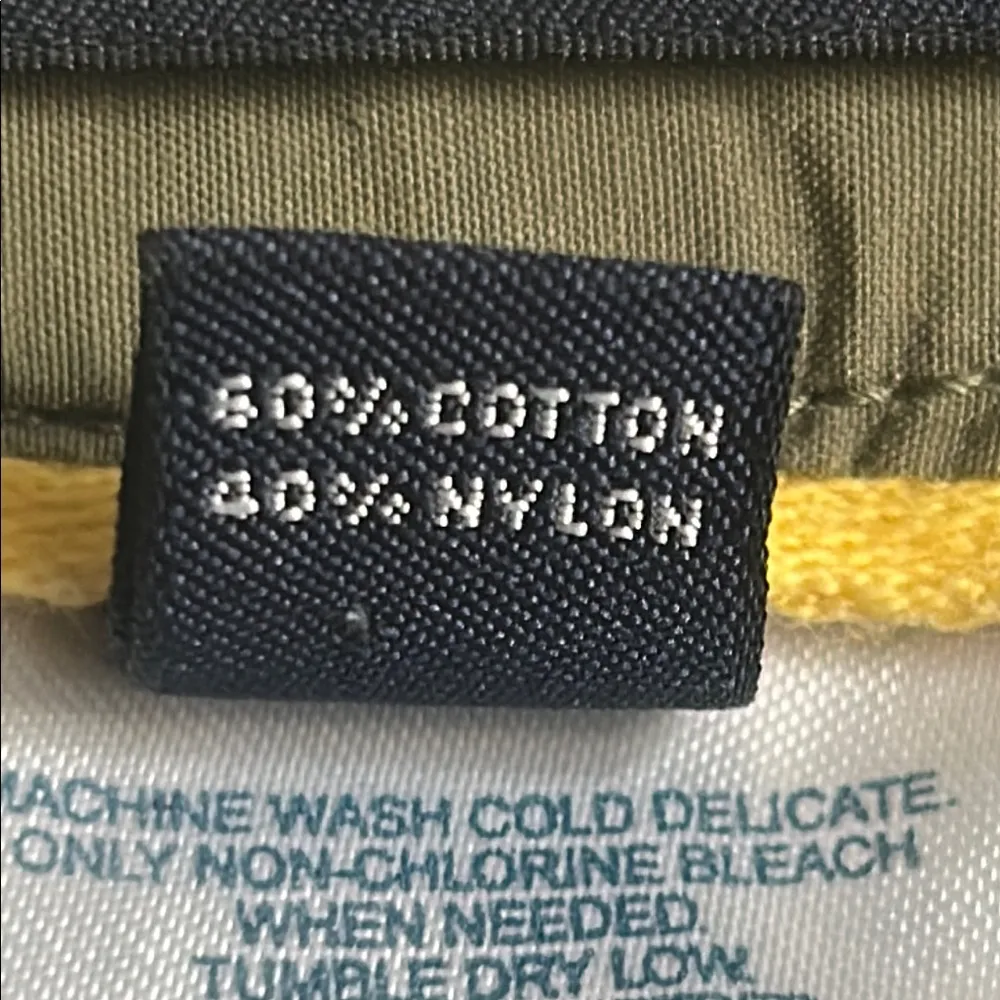 60% COTTON
40% NYLON
MACHINE WASH COLD DELICATE.
ONLY NON-CHLORINE BLEACH
WHEN NEEDED.
TUMBLE DRY LOW.